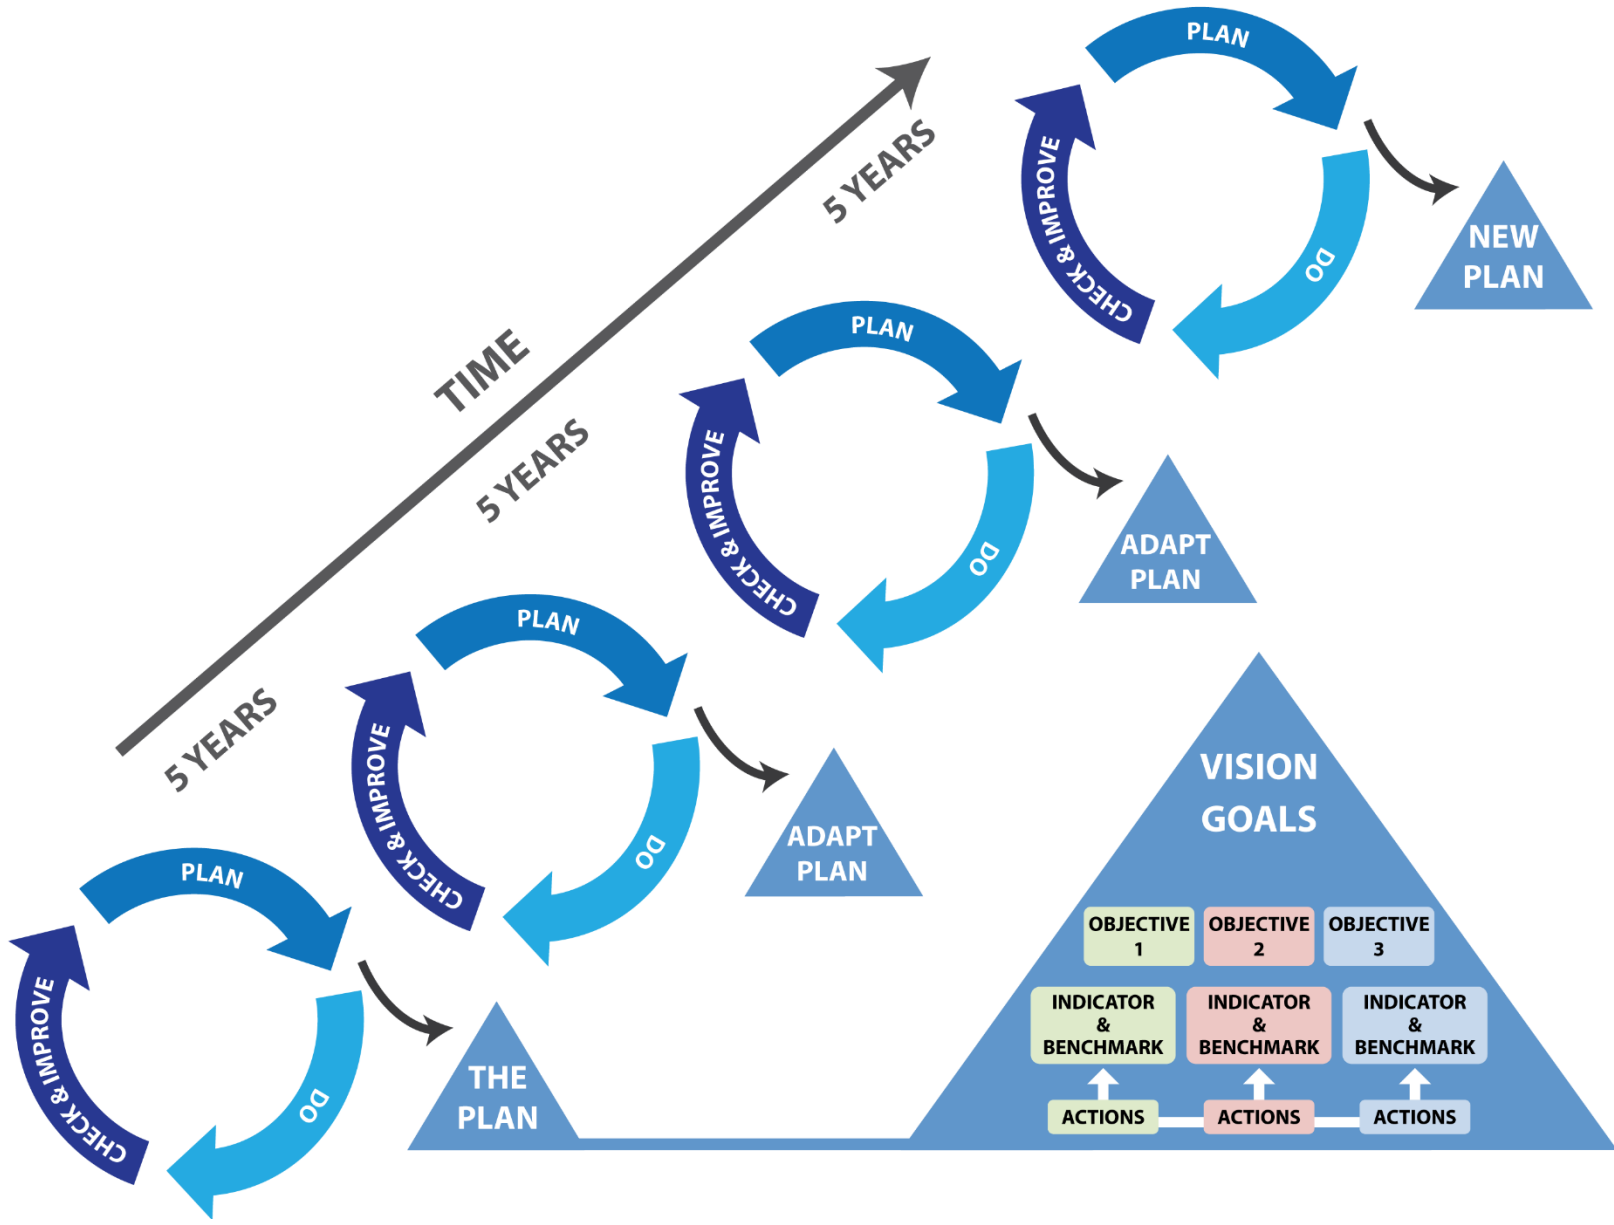 PLAN
DO
CHECK & IMPROVE
NEW
PLAN
TIME
5 YEARS
5 YEARS
5 YEARS
PLAN
DO
CHECK & IMPROVE
ADAPT
PLAN
PLAN
DO
CHECK & IMPROVE
ADAPT
PLAN
PLAN
DO
CHECK & IMPROVE
THE
PLAN
VISION
GOALS
OBJECTIVE
1
OBJECTIVE
2
OBJECTIVE
3
INDICATOR
&
BENCHMARK
INDICATOR
&
BENCHMARK
INDICATOR
&
BENCHMARK
ACTIONS
ACTIONS
ACTIONS